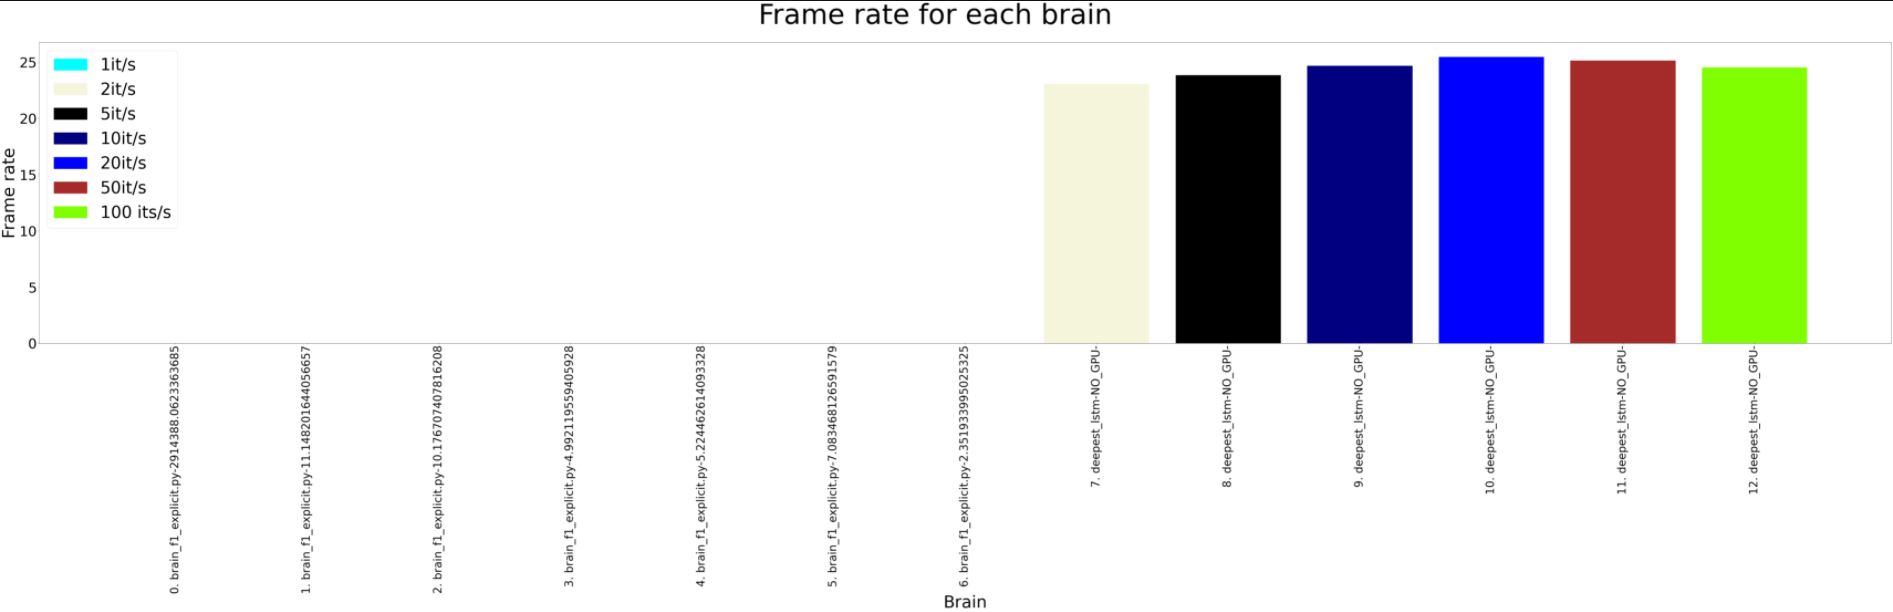 Frame rate for each brain
Frame rate
25
20
15
10
5
0
1it/s
2it/s
5it/s
10it/s
20it/s
50it/s
100 its/s
0. brain_f1_explicit.py-2914388.0623363685
1. brain_f1_explicit.py-11.148201644056657
2. brain_f1_explicit.py-10.176707407816208
3. brain_f1_explicit.py-4.992119559405928
4. brain_f1_explicit.py-5.224462614093328
5. brain_f1_explicit.py-7.083468126591579
6. brain_f1_explicit.py-2.351933995025325
7. deepest_lstm-NO_GPU-
8. deepest_lstm-NO_GPU-
9. deepest_lstm-NO_GPU-
10. deepest_lstm-NO_GPU-
11. deepest_lstm-NO_GPU-
12. deepest_lstm-NO_GPU-
Brain